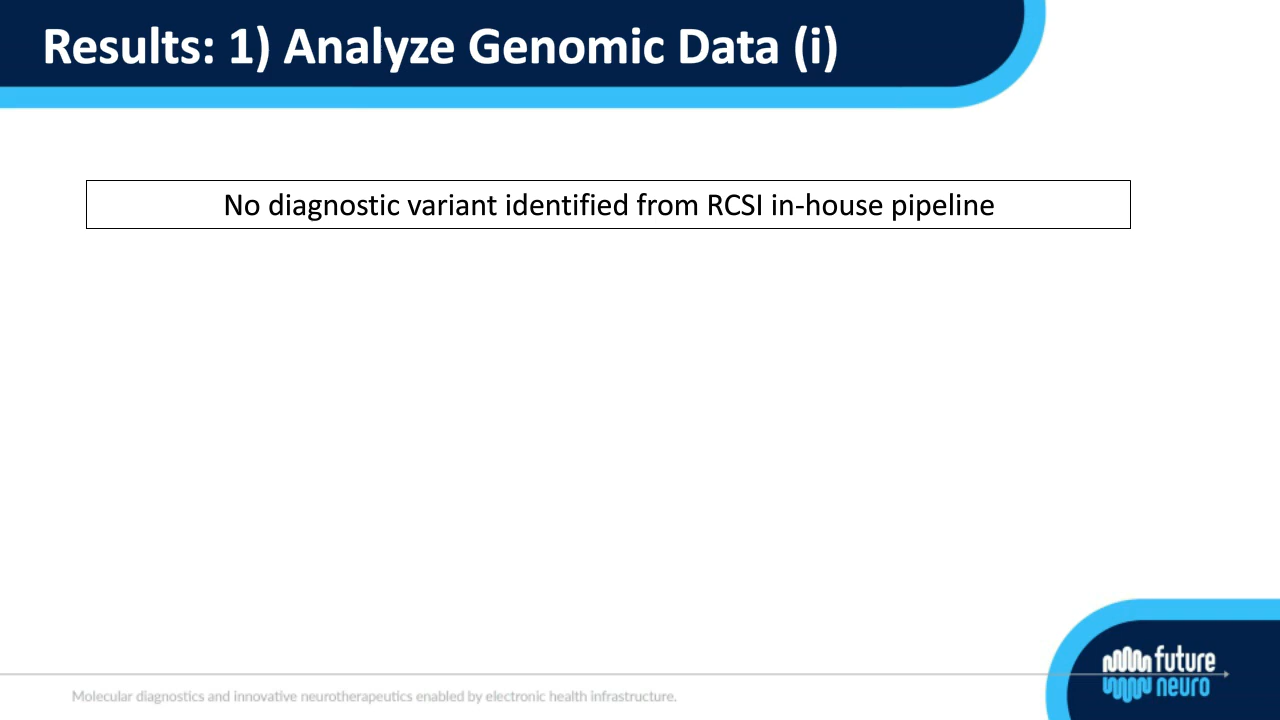 Results: 1) Analyze Genomic Data (i)
No diagnostic variant identified from RCSI in-house pipeline
future
neuro
Molecular diagnostics and innovative neurotherapeutics enabled by electronic health infrastructure.